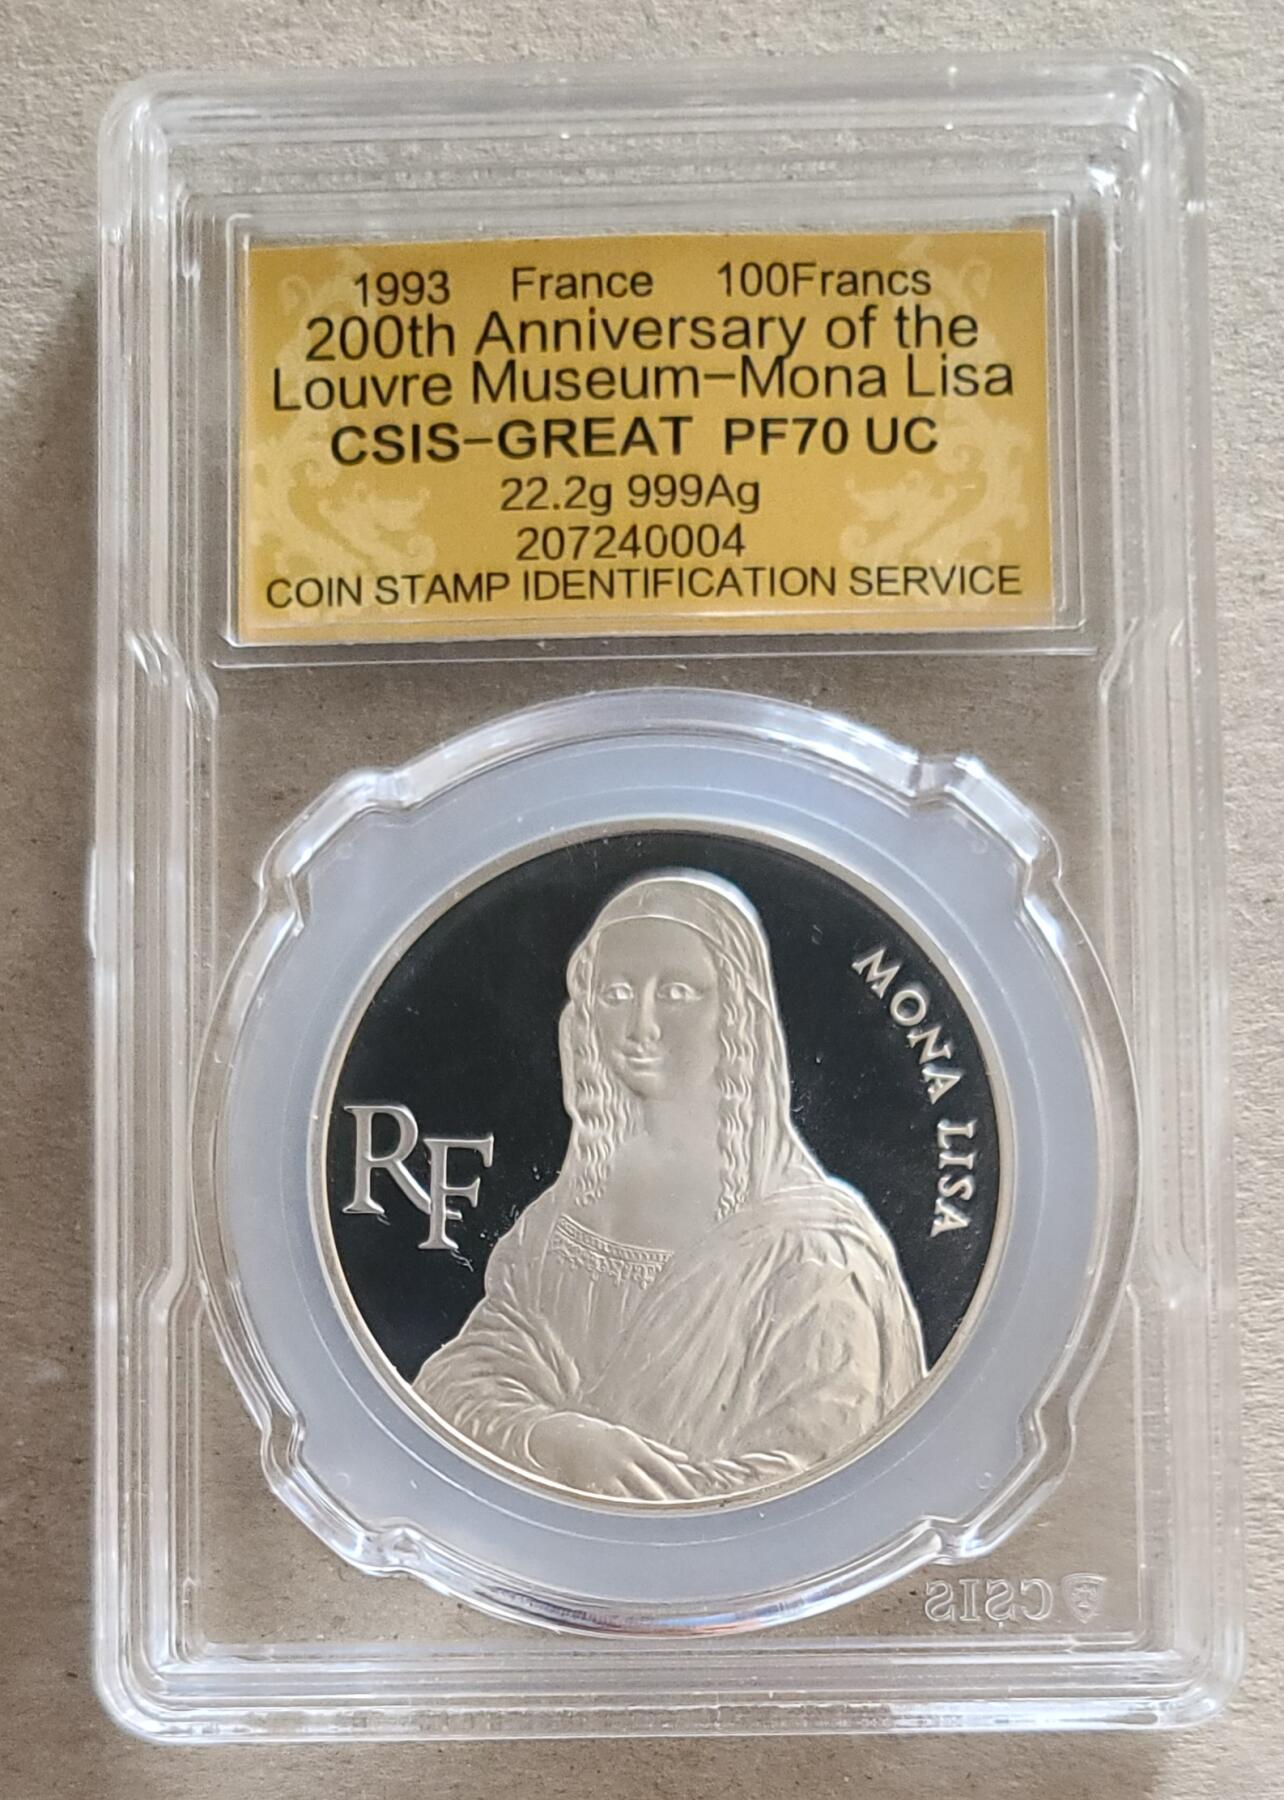 1993 France 100Francs
200th Anniversary of the
Louvre Museum-Mona Lisa
CSIS-GREAT PF70 UC
22.2g 999Ag
207240004
COIN STAMP IDENTIFICATION SERVICE
MONA LISA
RF
CSIS